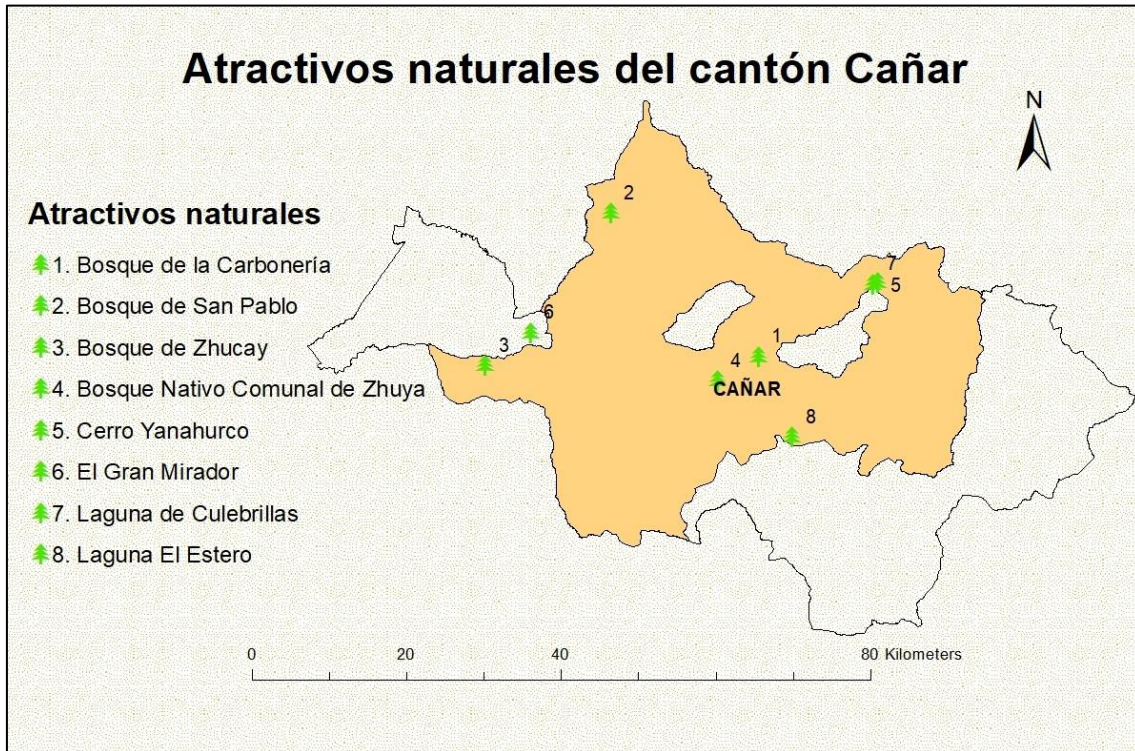 Atractivos naturales del cantón Cañar
N
Atractivos naturales
1. Bosque de la Carbonería
2. Bosque de San Pablo
3. Bosque de Zhucay
4. Bosque Nativo Comunal de Zhuya
5. Cerro Yanahurco
6. El Gran Mirador
7. Laguna de Culebrillas
8. Laguna El Estero
2
7
5
6
3
1
4
CAÑAR
8
0 20 40 80 Kilometers